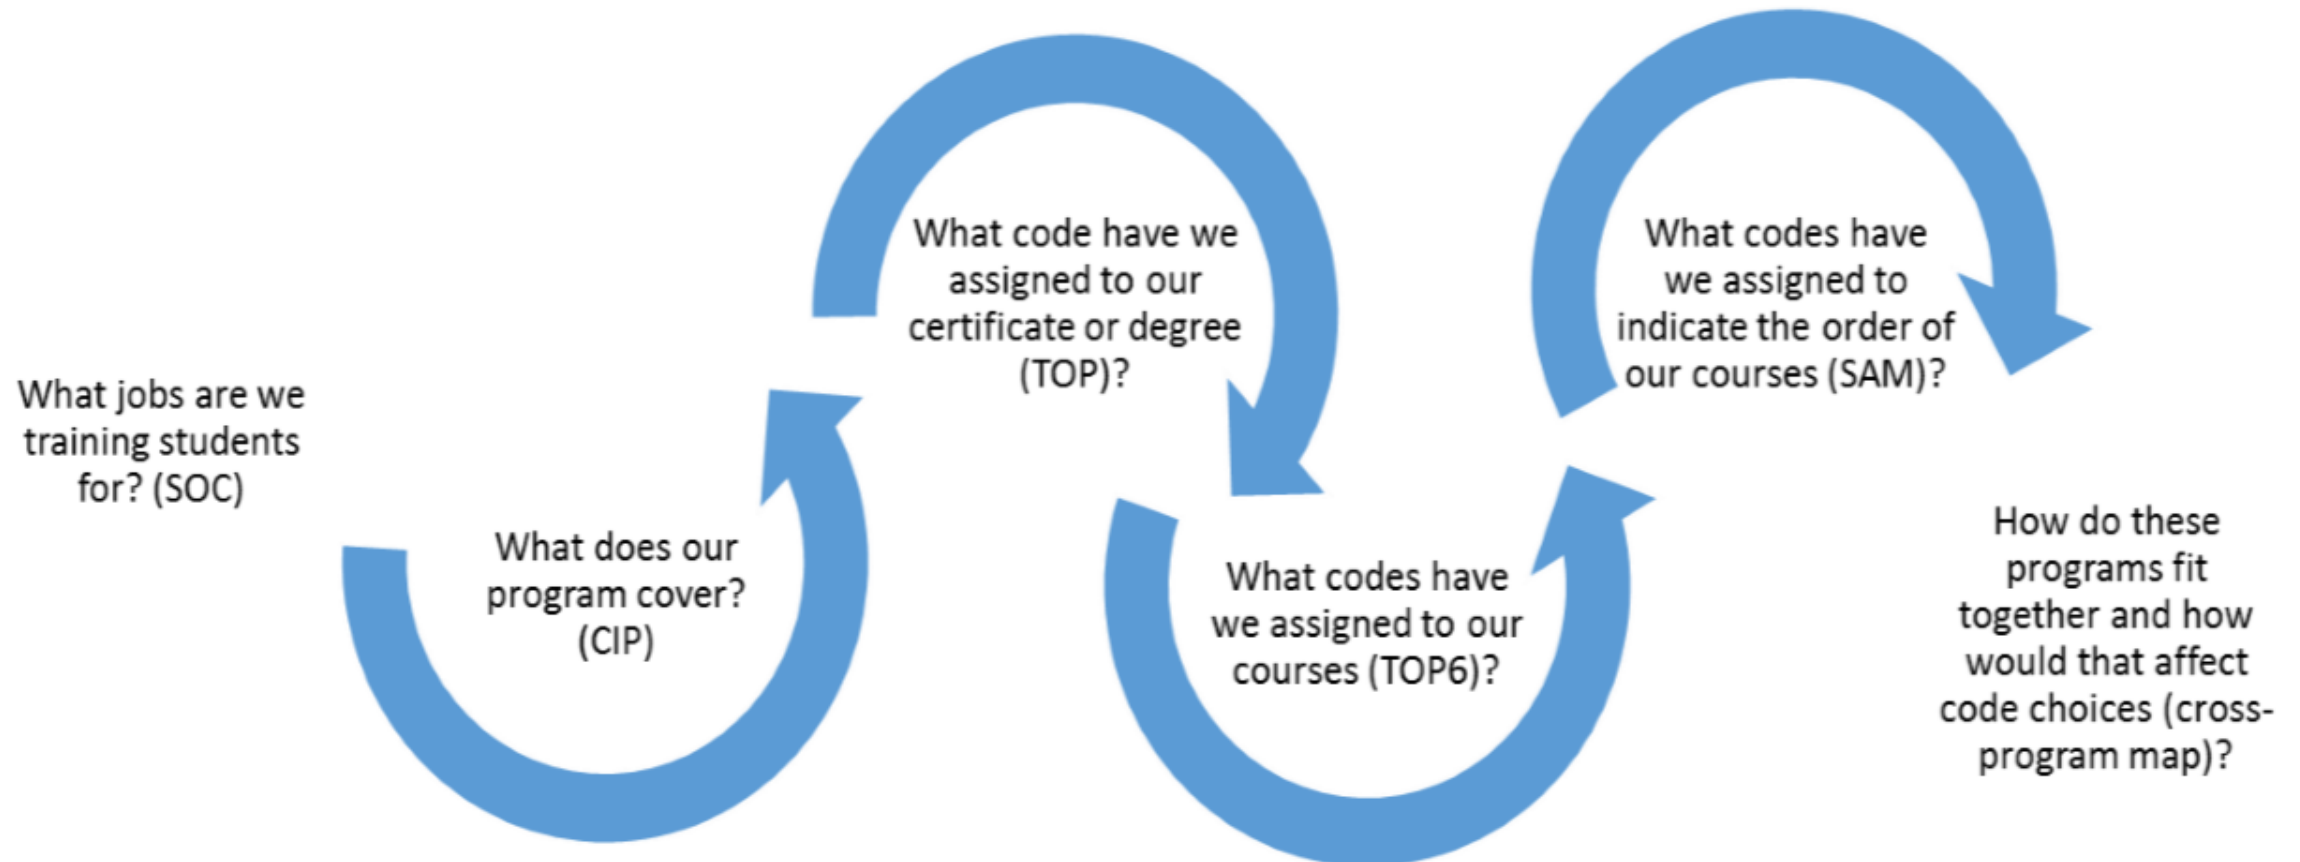 What jobs are we
training students
for? (SOC)
What does our
program cover?
(CIP)
What code have we
assigned to our
certificate or degree
(TOP)?
What codes have
we assigned to our
courses (TOP6)?
What codes have
we assigned to
indicate the order of
our courses (SAM)?
How do these
programs fit
together and how
would that affect
code choices (cross-
program map)?